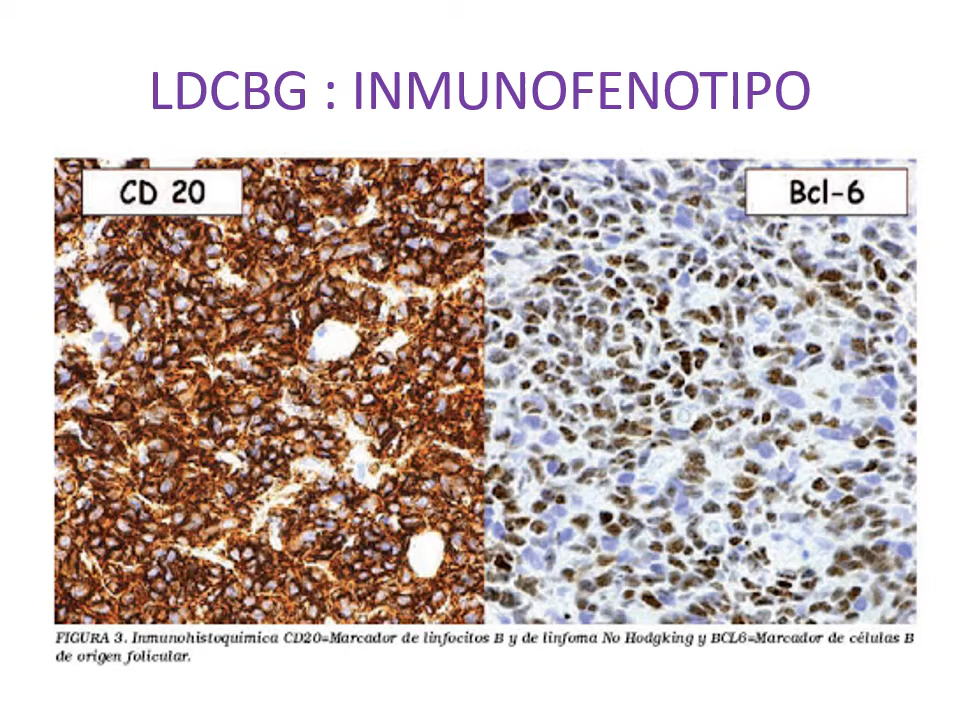 LDCBG : INMUNOFENOTIPO
CD 20
Bcl-6
FIGURA 3. Inmunohistoquímica CD20=Marcador de linfocitos B y de linfoma No Hodgking y BCL6=Marcador de células B
de origen folicular.